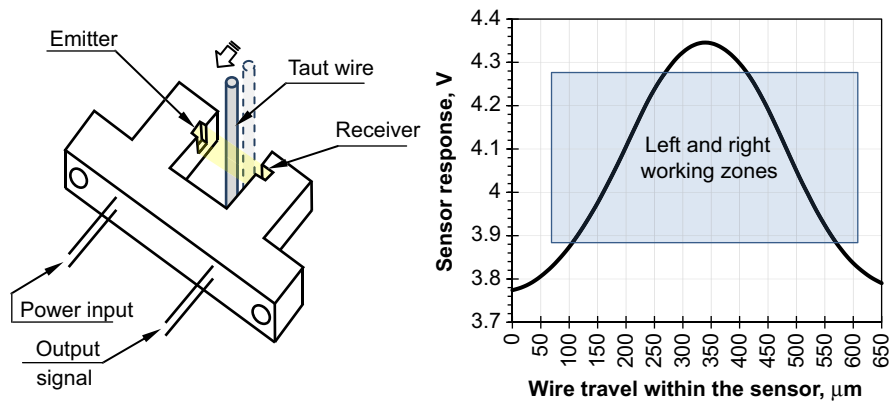 Emitter
Taut wire
Receiver
Power input
Output
signal
Sensor response, V
4.4
4.3
4.2
4.1
4
3.9
3.8
3.7
Left and right
working zones
0
50
100
150
200
250
300
350
400
450
500
550
600
650
Wire travel within the sensor, μm